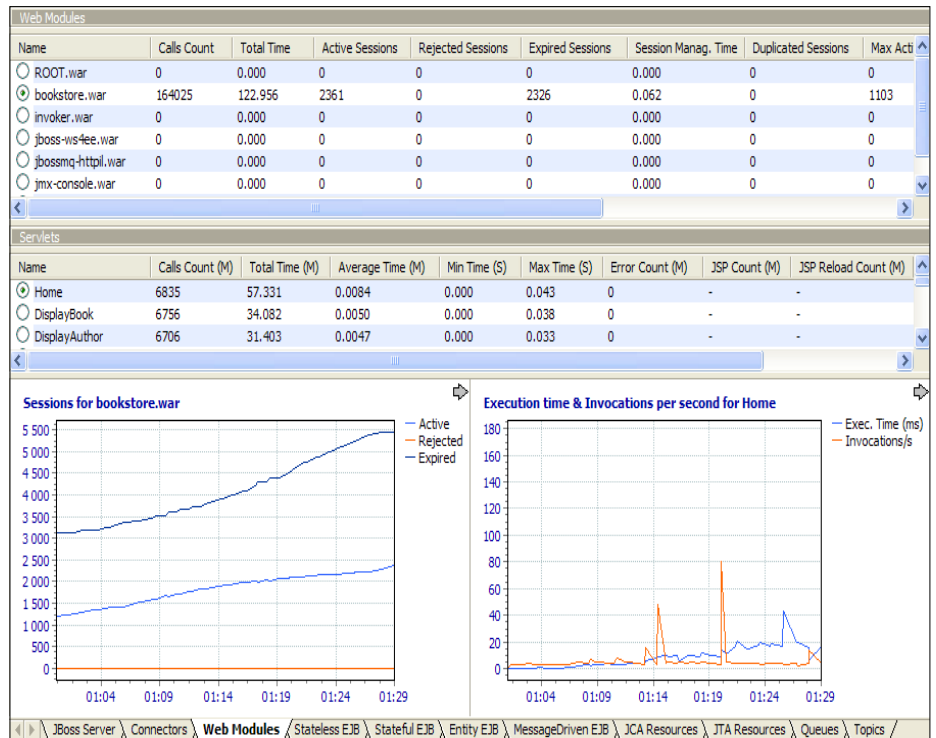 Web Modules
Name Calls Count Total Time Active Sessions Rejected Sessions Expired Sessions Session Manag. Time Duplicated Sessions Max Acti
ROOT.war 0 0.000 0 0 0 0.000 0 0
bookstore.war 164025 122.956 2361 0 2326 0.062 0 1103
invoker.war 0 0.000 0 0 0 0.000 0 0
jboss-ws4ee.war 0 0.000 0 0 0 0.000 0 0
jbossmq-httpil.war 0 0.000 0 0 0 0.000 0 0
jmx-console.war 0 0.000 0 0 0 0.000 0 0
Servlets
Name Calls Count (M) Total Time (M) Average Time (M) Min Time (S) Max Time (S) Error Count (M) JSP Count (M) JSP Reload Count (M)
Home 6835 57.331 0.0084 0.000 0.043 0 - -
DisplayBook 6756 34.082 0.0050 0.000 0.038 0 - -
DisplayAuthor 6706 31.403 0.0047 0.000 0.033 0 - -
Sessions for bookstore.war
Active
Rejected
Expired
5 500
5 000
4 500
4 000
3 500
3 000
2 500
2 000
1 500
1 000
500
0
01:04 01:09 01:14 01:19 01:24 01:29
Execution time & Invocations per second for Home
Exec. Time (ms)
Invocations/s
180
160
140
120
100
80
60
40
20
0
01:04 01:09 01:14 01:19 01:24 01:29
JBoss Server Connectors Web Modules Stateless EJB Stateful EJB Entity EJB MessageDriven EJB JCA Resources JTA Resources Queues Topics